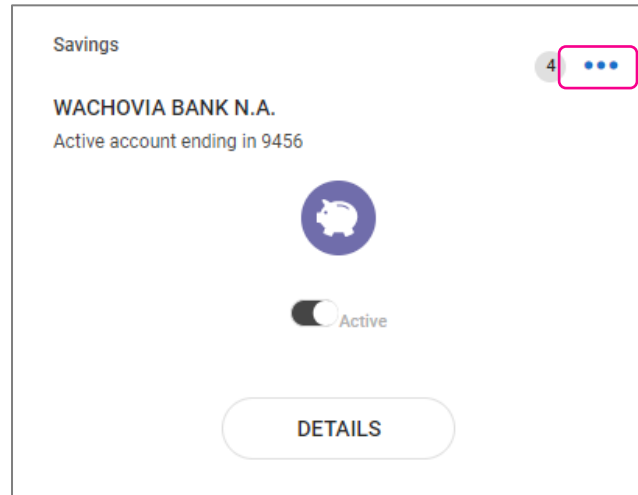 Savings
4
WACHOVIA BANK N.A.
Active account ending in 9456
Active
DETAILS